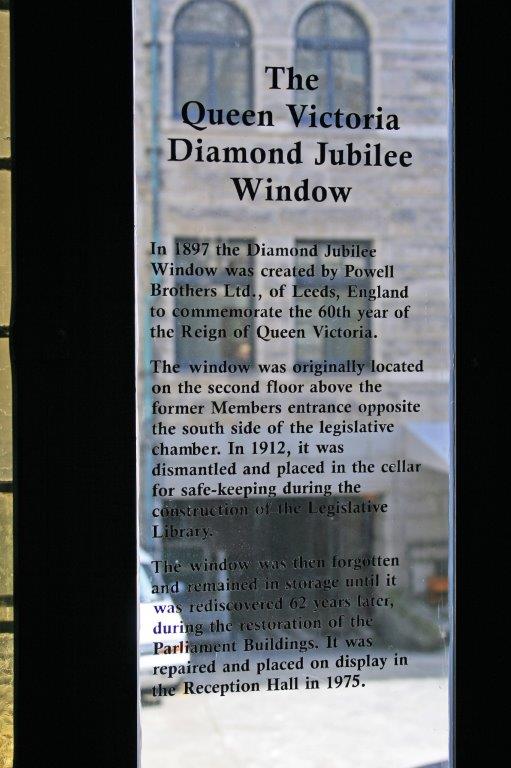 The
Queen Victoria
Diamond Jubilee
Window
In 1897 the Diamond Jubilee
Window was created by Powell
Brothers Ltd., of Leeds, England
to commemorate the 60th year of
the Reign of Queen Victoria.
The window was originally located
on the second floor above the
former Members entrance opposite
the south side of the legislative
chamber. In 1912, it was
dismantled and placed in the cellar
for safe-keeping during the
construction of the Legislative
Library.
The window was then forgotten
and remained in storage until it
was rediscovered 62 years later,
during the restoration of the
Parliament Buildings. It was
repaired and placed on display in
the Reception Hall in 1975.